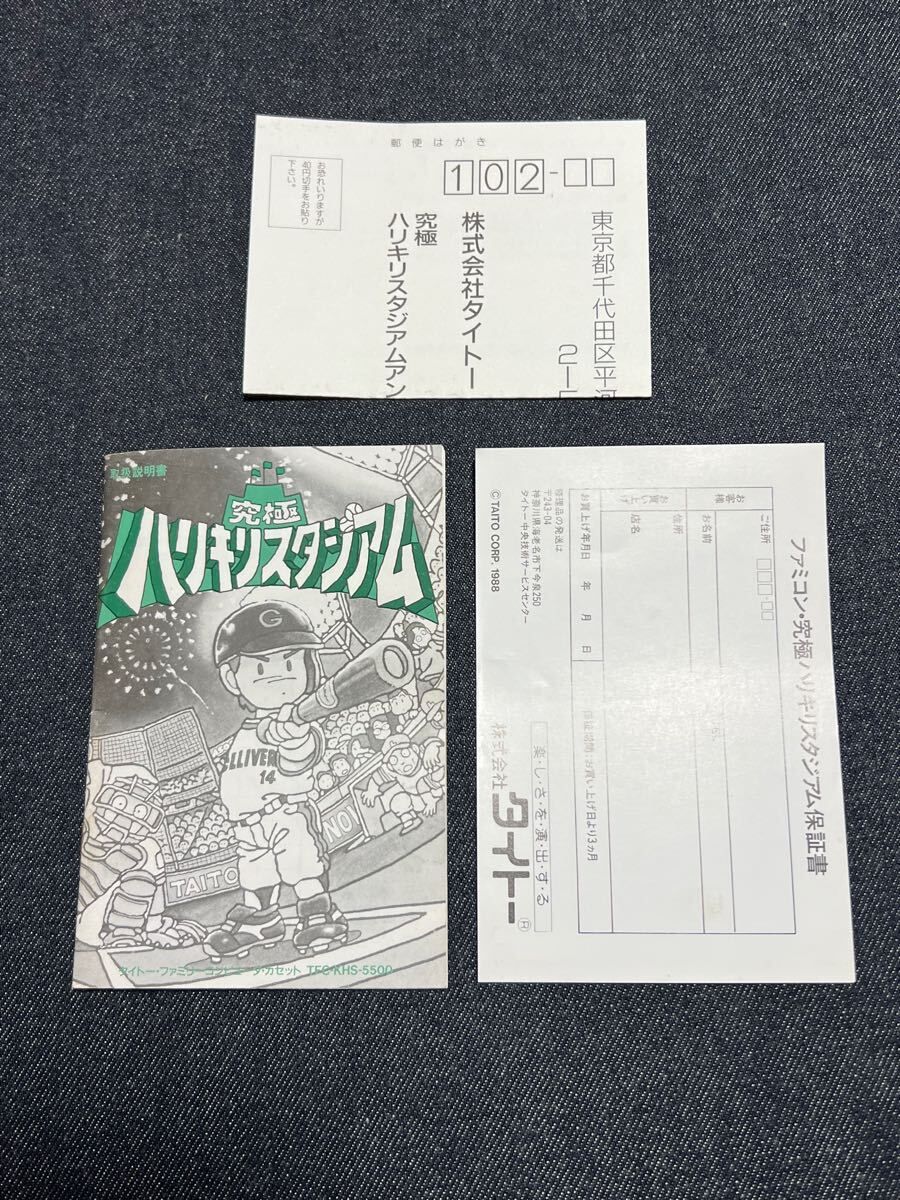 郵便はがき
お恐れいりますが
40円切手をお貼り
下さい。
102-
東京都千代田区平河
2-
株式会社タイトー
究極
ハリキリスタジアムアン
取扱説明書
究極
ハリキリスタジアム
G
14
TAITO
NO
タイトー・ファミリーコンピュータ・カセット TFC-KHS-5500
ファミコン・究極ハリキリスタジアム保証書
お客様
ご住所
お名前
お買い上げ
住所
店名
お買上げ年月日 年 月 日
保証期間:お買い上げ日より3カ月
修理品の発送は
〒243-04
神奈川県海老名市下今泉250
タイトー中央技術サービスセンター
©TAITO CORP. 1988
楽・し・さ・を・演・出・す・る
株式会社タイトー®